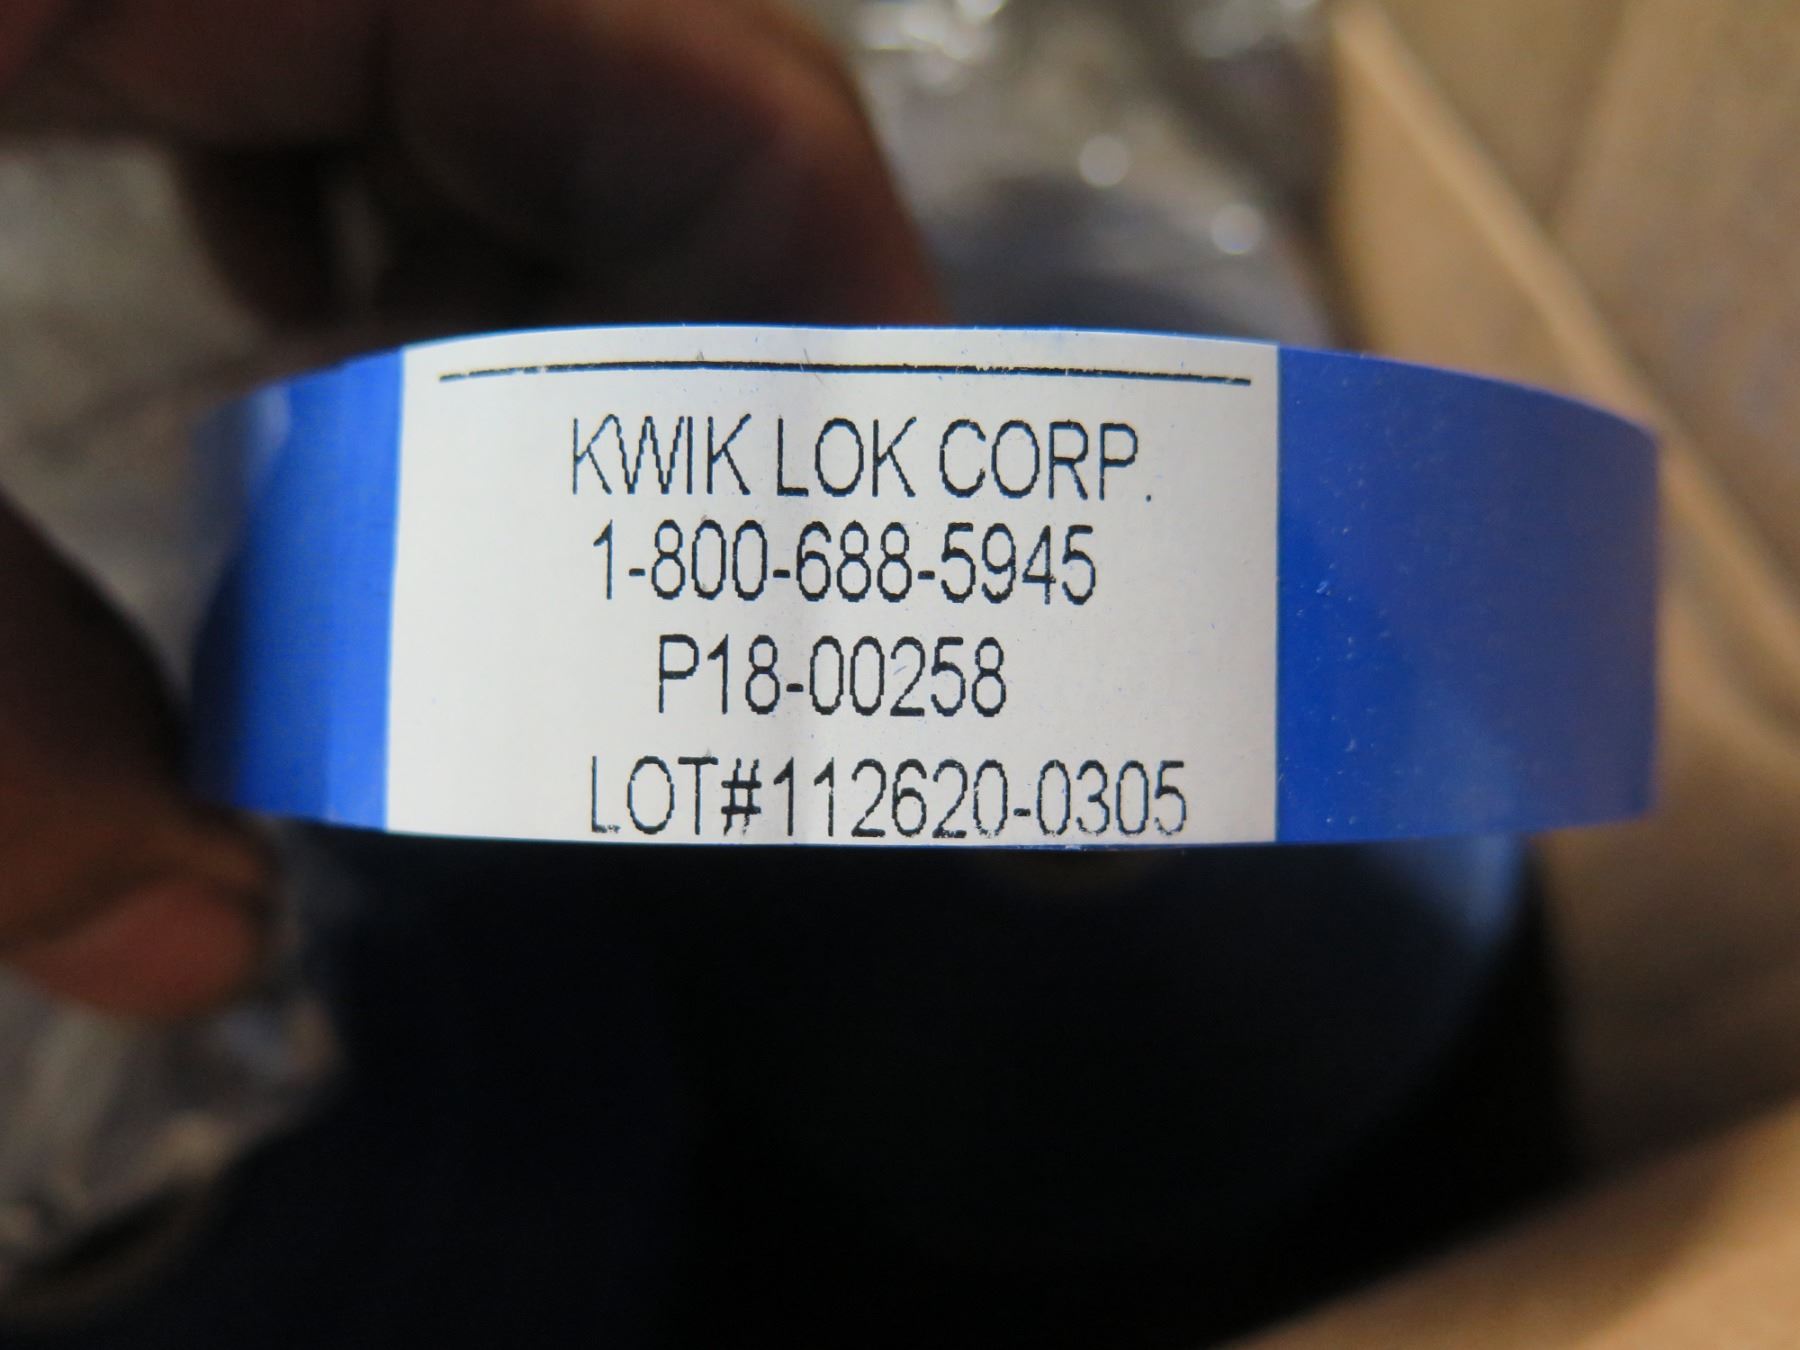 KWIK LOK CORP.
1-800-688-5945
P18-00258
LOT#112620-0305